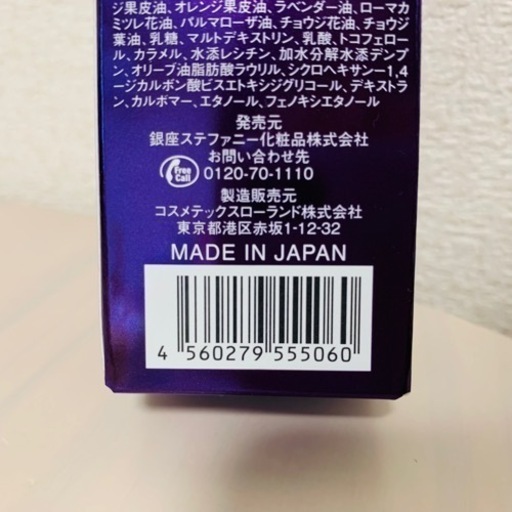 ジ果皮油、オレンジ果皮油、ラベンダー油、ローマカ
ミツレ花油、パルマローザ油、チョウジ花油、チョウジ
葉油、乳糖、マルトデキストリン、乳酸、トコフェロー
ル、カラメル、水添レシチン、加水分解水添デンプ
ン、オリーブ油脂肪酸ラウリル、シクロヘキサン-1,4
-ジカルボン酸ビスエトキシジグリコール、デキストラ
ン、カルボマー、エタノール、フェノキシエタノール
発売元
銀座ステファニー化粧品株式会社
お問い合わせ先
Free Call 0120-70-1110
製造販売元
コスメテックスローランド株式会社
東京都港区赤坂1-12-32
MADE IN JAPAN
4 560279 555060